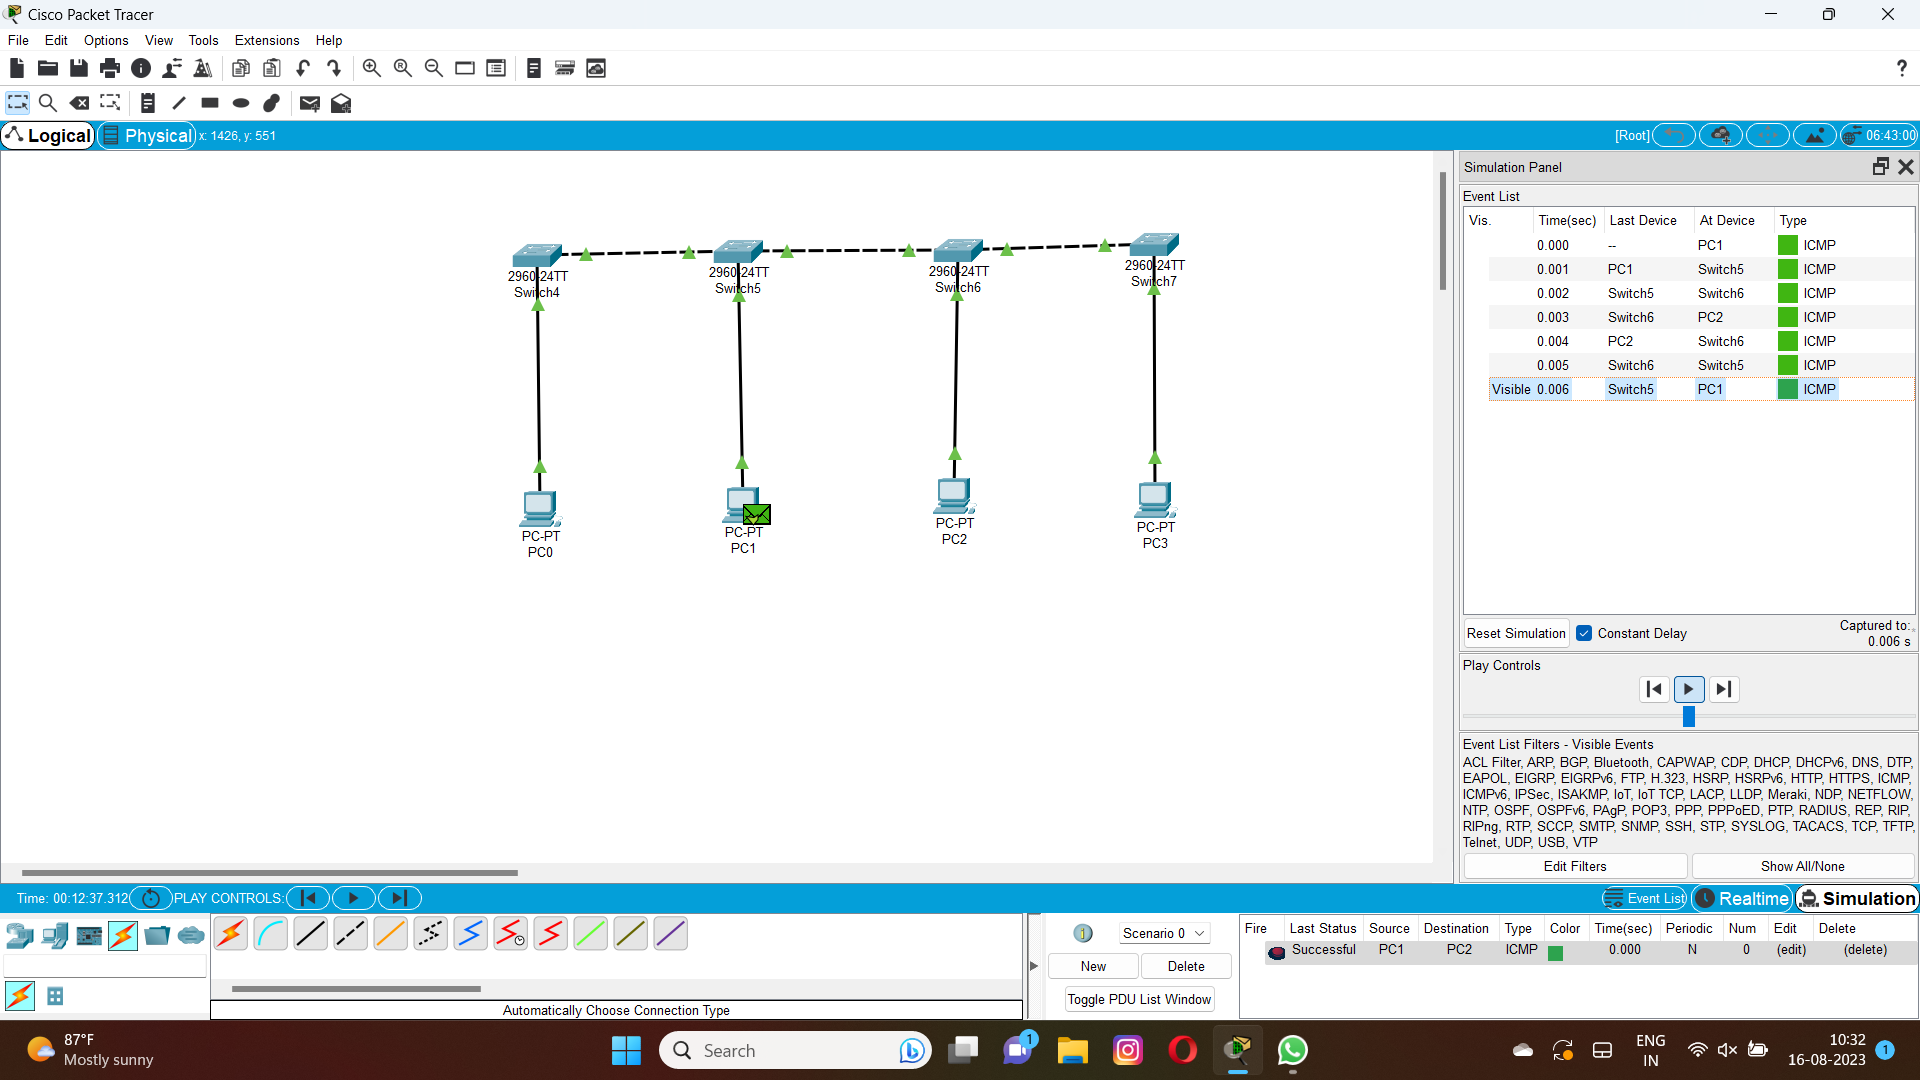 Cisco Packet Tracer
File Edit Options View Tools Extensions Help
Logical Physical x: 1426, y: 551 [Root] 06:43:00
2960-24TT
Switch4
2960-24TT
Switch5
2960-24TT
Switch6
2960-24TT
Switch7
PC-PT
PC0
PC-PT
PC1
PC-PT
PC2
PC-PT
PC3
Simulation Panel
Event List
Vis. Time(sec) Last Device At Device Type
0.000 -- PC1 ICMP
0.001 PC1 Switch5 ICMP
0.002 Switch5 Switch6 ICMP
0.003 Switch6 PC2 ICMP
0.004 PC2 Switch6 ICMP
0.005 Switch6 Switch5 ICMP
Visible 0.006 Switch5 PC1 ICMP
Reset Simulation Constant Delay
Captured to:
0.006 s
Play Controls
Event List Filters - Visible Events
ACL Filter, ARP, BGP, Bluetooth, CAPWAP, CDP, DHCP, DHCPv6, DNS, DTP,
EAPOL, EIGRP, EIGRPv6, FTP, H.323, HSRP, HSRPv6, HTTP, HTTPS, ICMP,
ICMPv6, IPSec, ISAKMP, IoT, IoT TCP, LACP, LLDP, Meraki, NDP, NETFLOW,
NTP, OSPF, OSPFv6, PAgP, POP3, PPP, PPPoED, PTP, RADIUS, REP, RIP,
RIPng, RTP, SCCP, SMTP, SNMP, SSH, STP, SYSLOG, TACACS, TCP, TFTP,
Telnet, UDP, USB, VTP
Edit Filters Show All/None
Time: 00:12:37.312 PLAY CONTROLS: Event List Realtime Simulation
Automatically Choose Connection Type
Scenario 0
New Delete
Toggle PDU List Window
Fire Last Status Source Destination Type Color Time(sec) Periodic Num Edit Delete
Successful PC1 PC2 ICMP 0.000 N 0 (edit) (delete)
87°F
Mostly sunny
Search
1
ENG
IN
10:32
16-08-2023
1